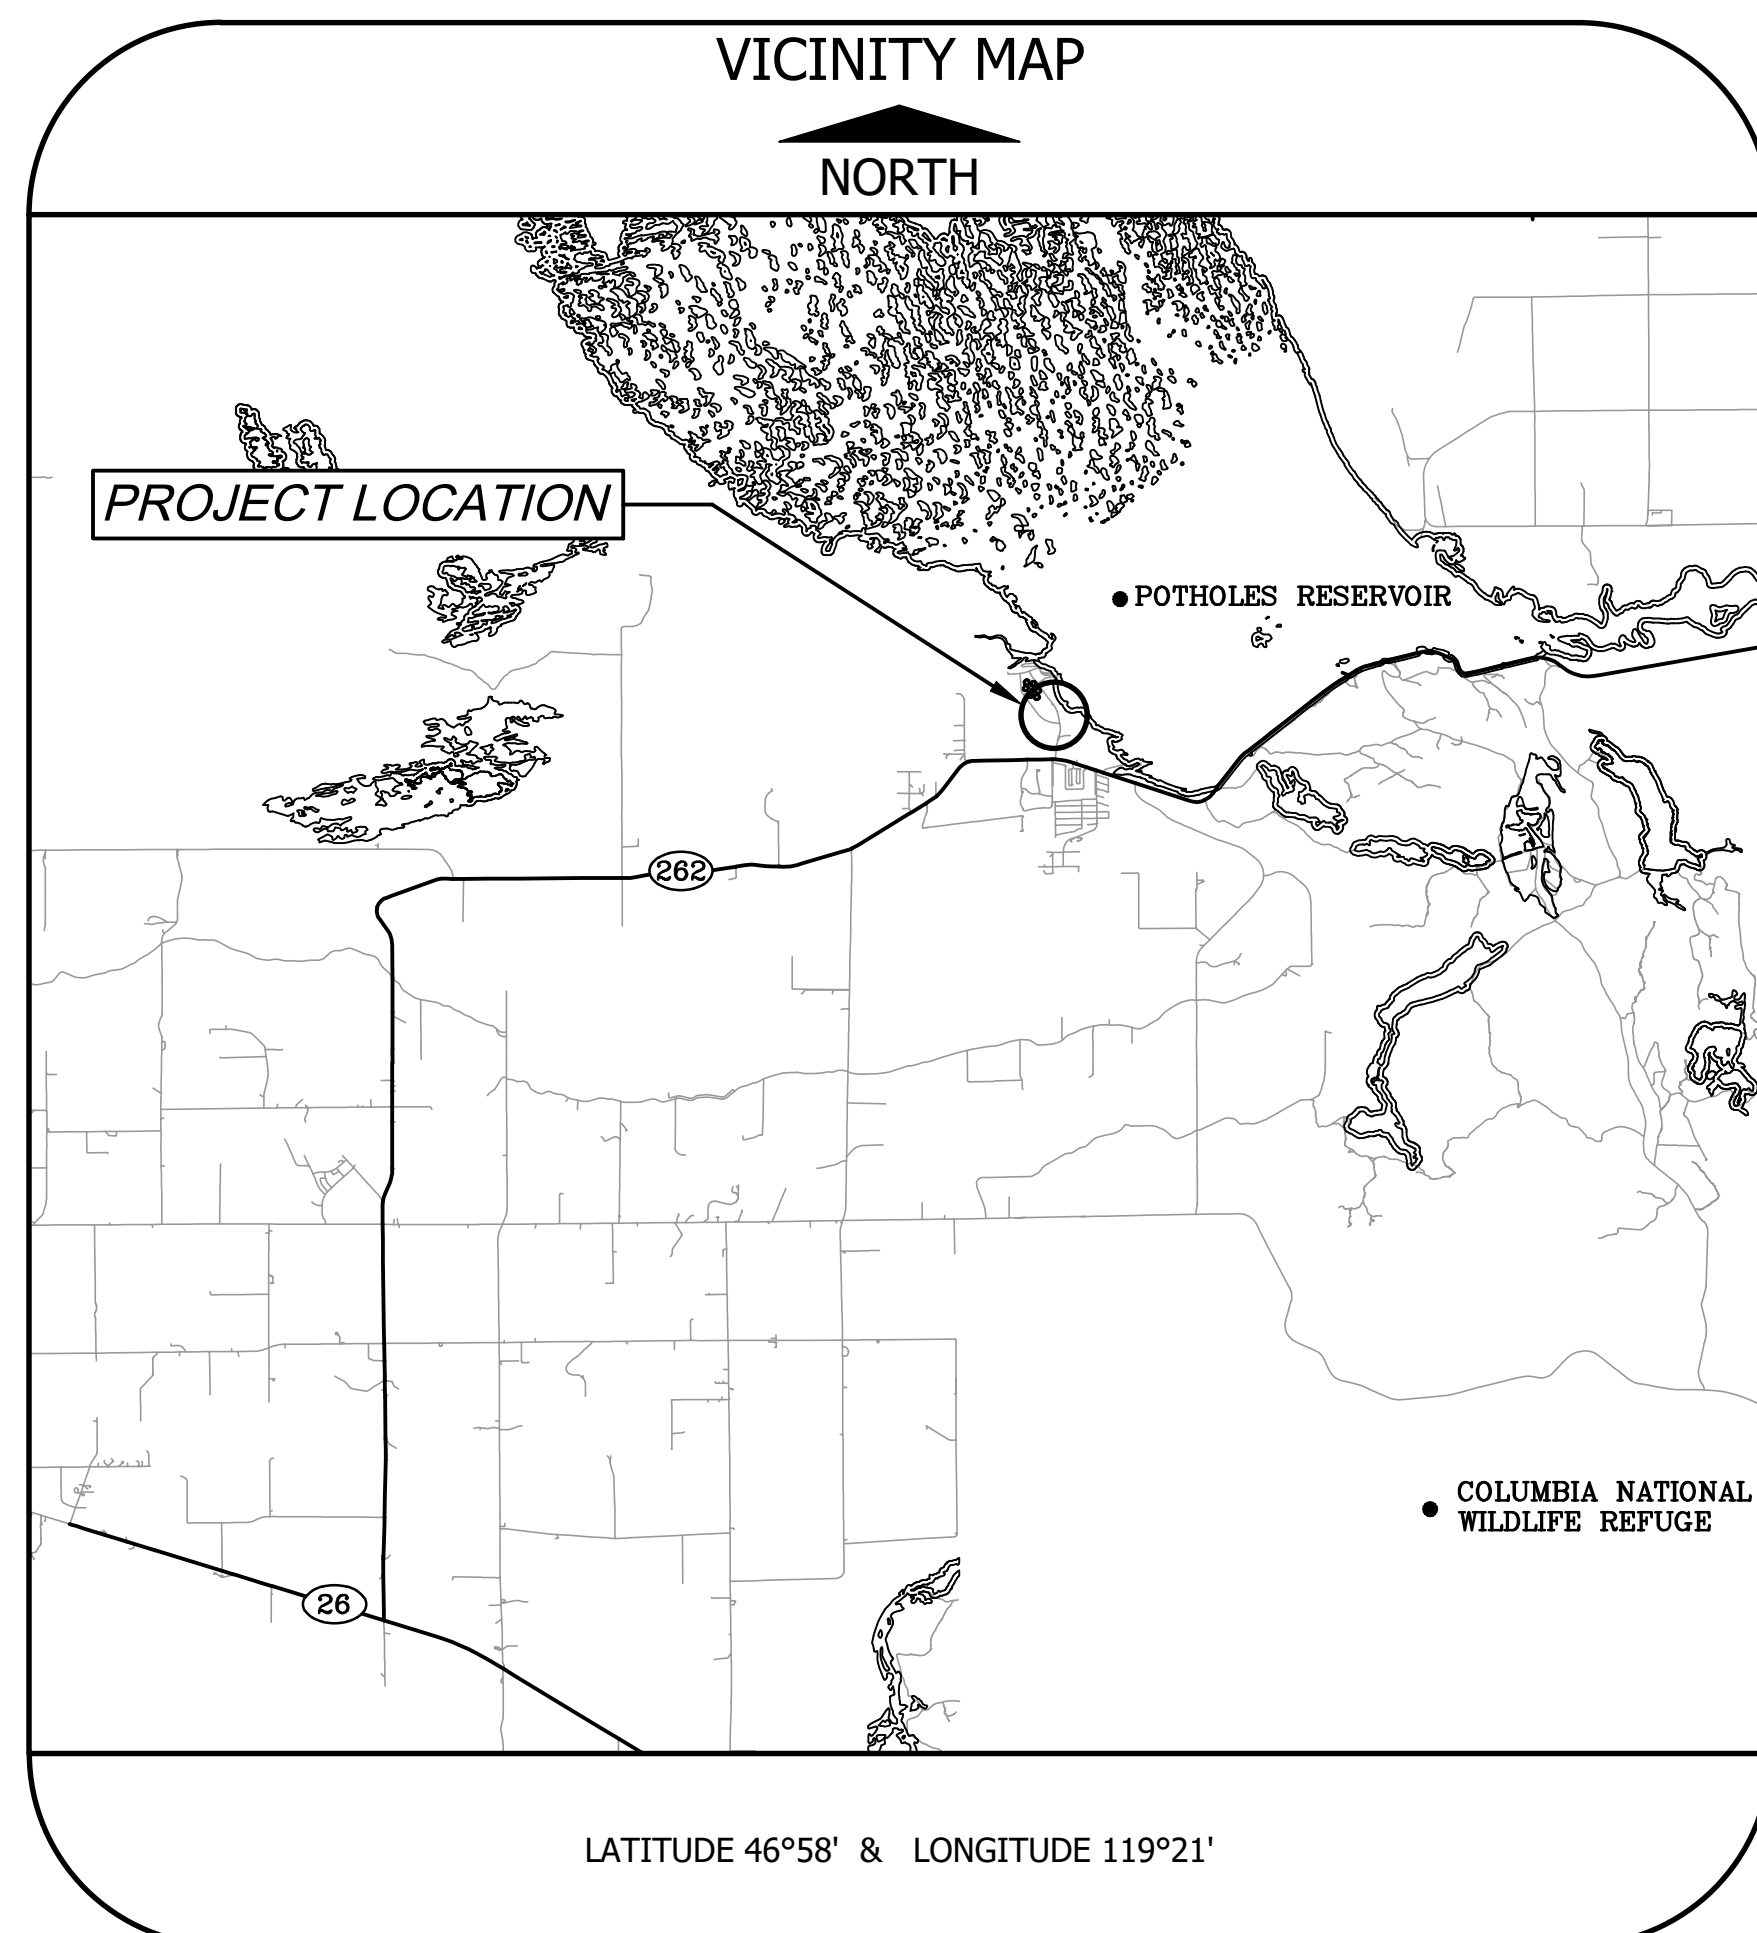 VICINITY MAP
NORTH
PROJECT LOCATION
POTHOLES RESERVOIR
262
COLUMBIA NATIONAL
WILDLIFE REFUGE
26
LATITUDE 46°58' & LONGITUDE 119°21'